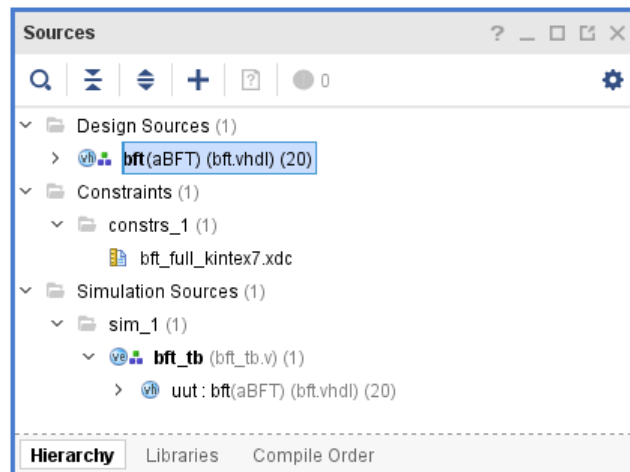 Sources
0
Design Sources (1)
bft(aBFT) (bft.vhdl) (20)
Constraints (1)
constrs_1 (1)
bft_full_kintex7.xdc
Simulation Sources (1)
sim_1 (1)
bft_tb (bft_tb.v) (1)
uut : bft(aBFT) (bft.vhdl) (20)
Hierarchy Libraries Compile Order